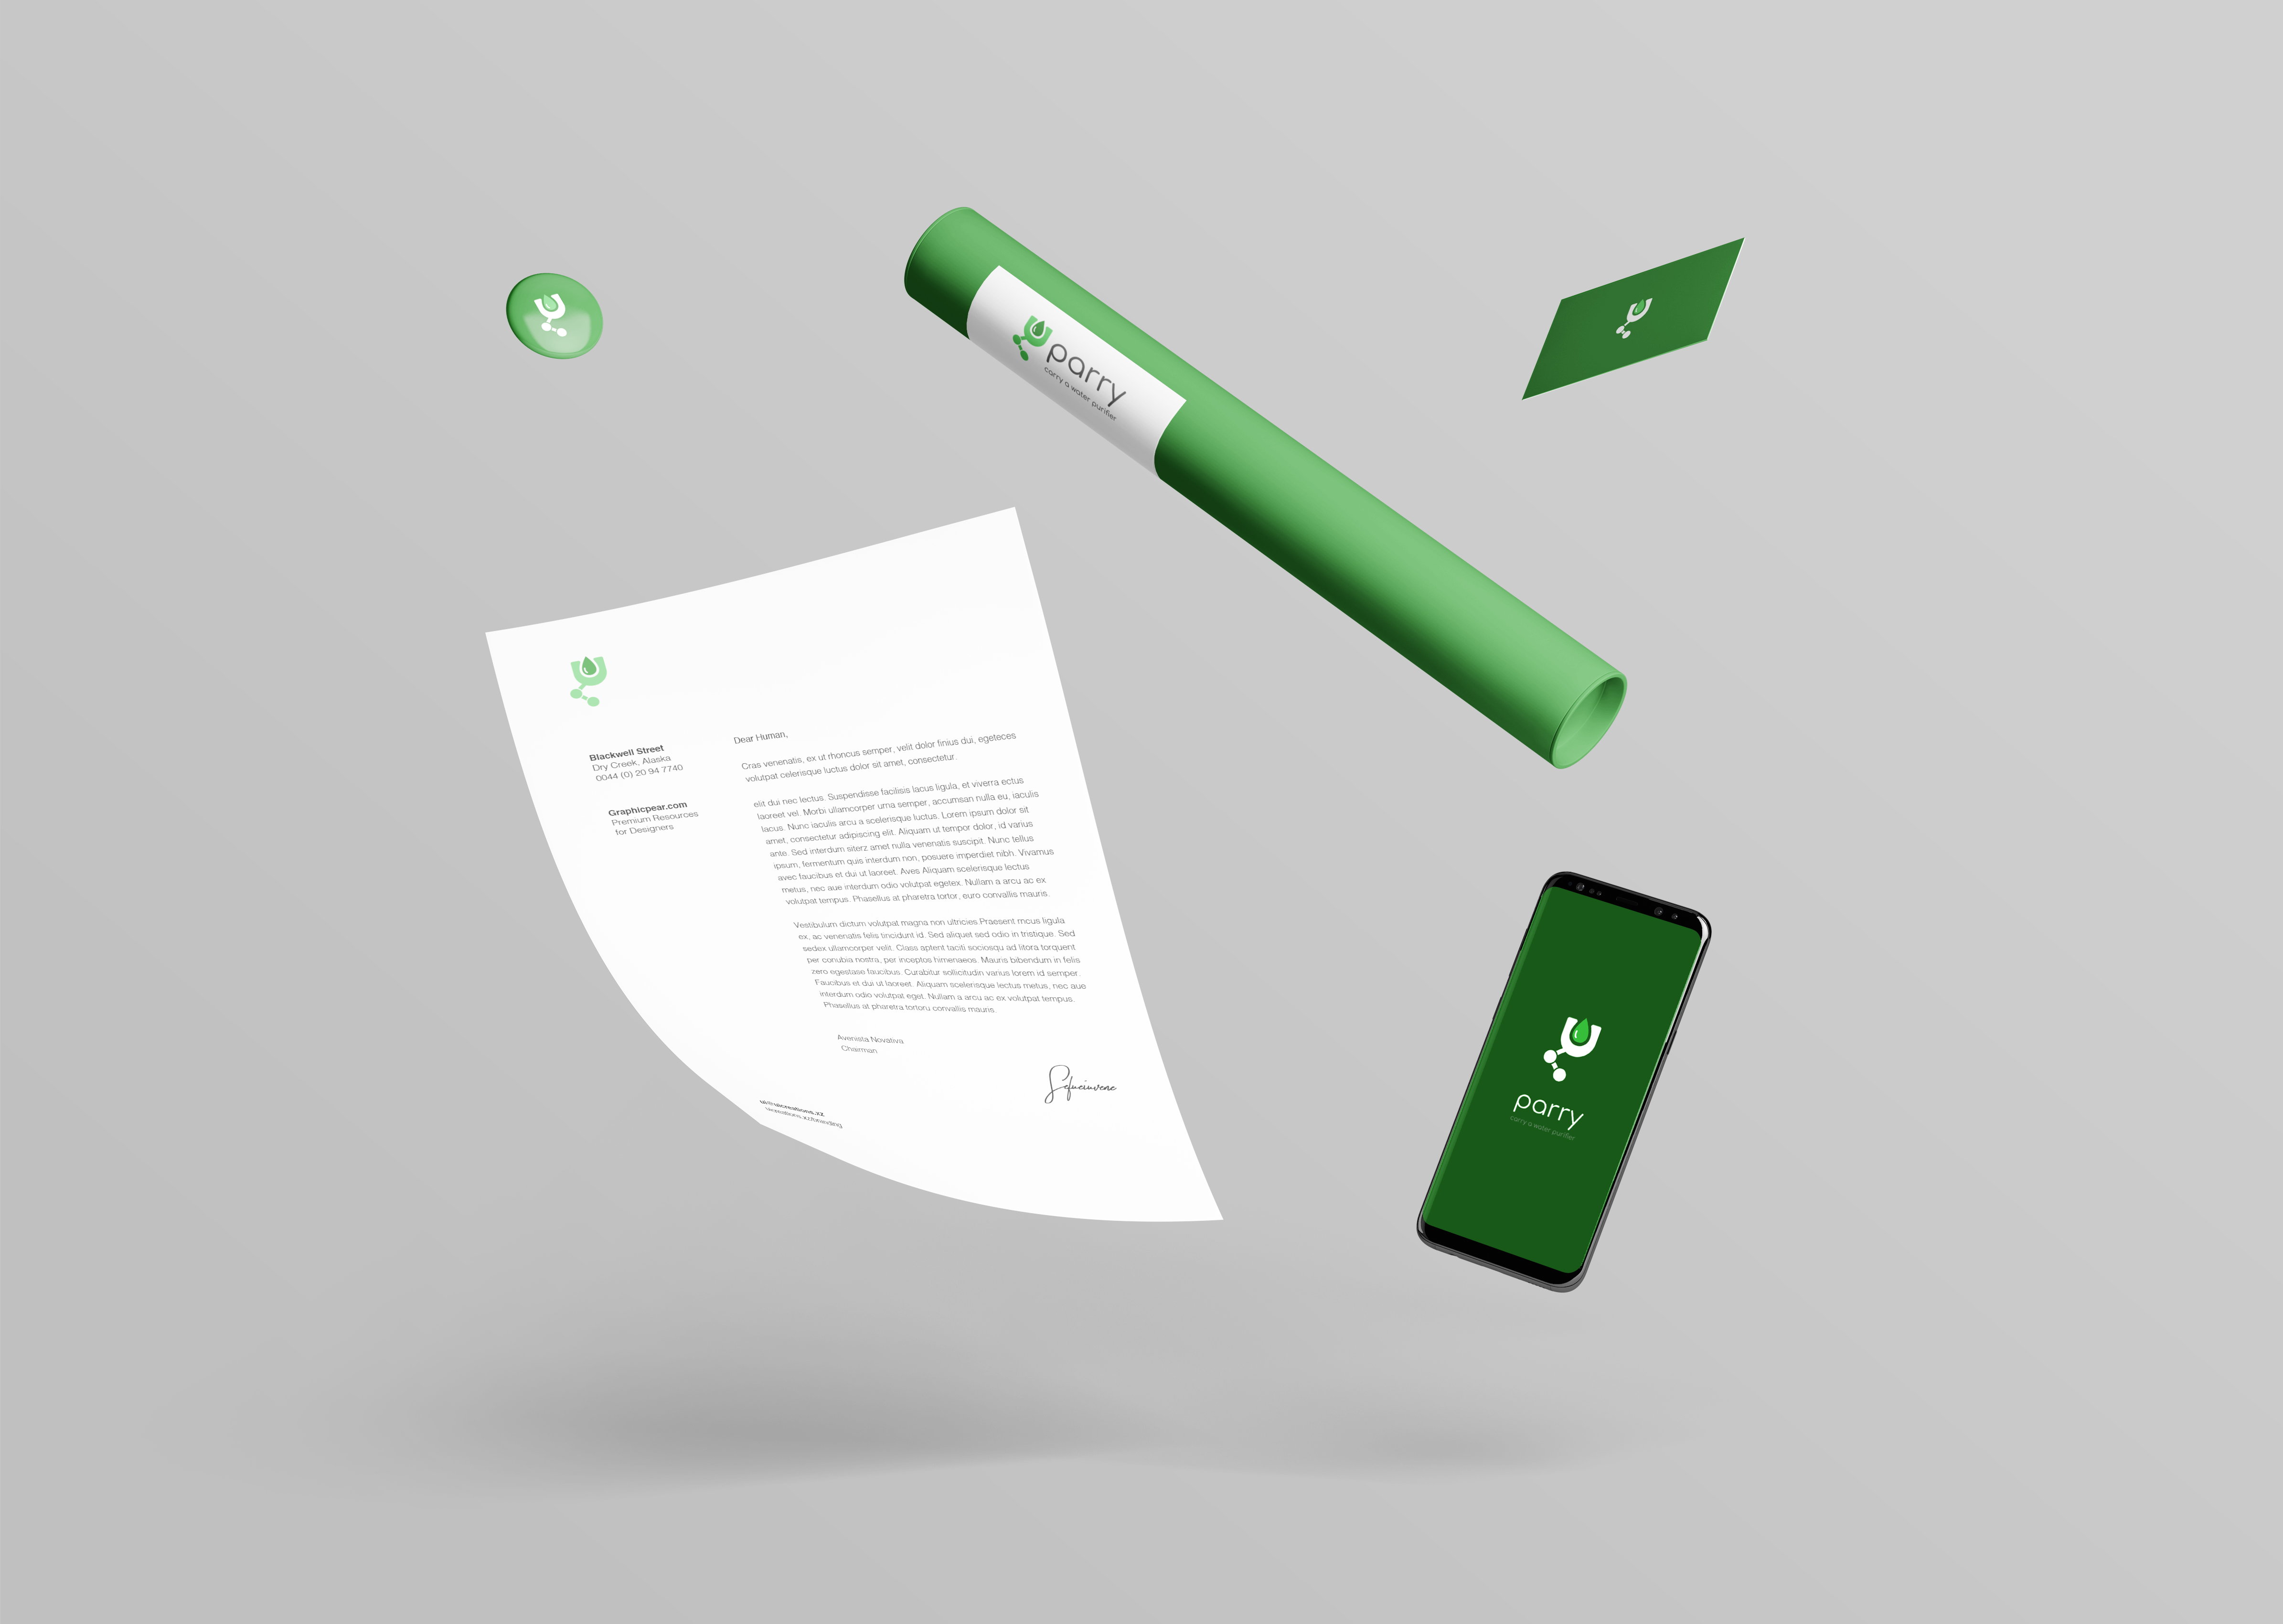 parry
carry a water purifier
Blackwell Street
Dry Creek, Alaska
0044 (0) 20 94 7740
Graphicpear.com
Premium Resources
for Designers
Dear Human,
Cras venenatis, ex ut rhoncus semper, velit dolor finius dui, egeteces
volutpat celerisque luctus dolor sit amet, consectetur.
elit dui nec lectus. Suspendisse facilisis lacus ligula, et viverra ectus
laoreet vel. Morbi ullamcorper urna semper, accumsan nulla eu, iaculis
lacus. Nunc iaculis arcu a scelerisque luctus. Lorem ipsum dolor sit
amet, consectetur adipiscing elit. Aliquam ut tempor dolor, id varius
ante. Sed interdum siterz amet nulla venenatis suscipit. Nunc tellus
ipsum, fermentum quis interdum non, posuere imperdiet nibh. Vivamus
avec faucibus et dui ut laoreet. Aves Aliquam scelerisque lectus
metus, nec aue interdum odio volutpat egetex. Nullam a arcu ac ex
volutpat tempus. Phasellus at pharetra tortor, euro convallis mauris.
Vestibulum dictum volutpat magna non ultricies.Praesent rncus ligula
ex, ac venenatis felis tincidunt id. Sed aliquet sed odio in tristique. Sed
sedex ullamcorper velit. Class aptent taciti sociosqu ad litora torquent
per conubia nostra, per inceptos himenaeos. Mauris bibendum in felis
zero egestase faucibus. Curabitur sollicitudin varius lorem id semper.
Faucibus et dui ut laoreet. Aliquam scelerisque lectus metus, nec aue
interdum odio volutpat eget. Nullam a arcu ac ex volutpat tempus.
Phasellus at pharetra tortoru convallis mauris.
Avenista Novativa
Chairman
parry
carry a water purifier